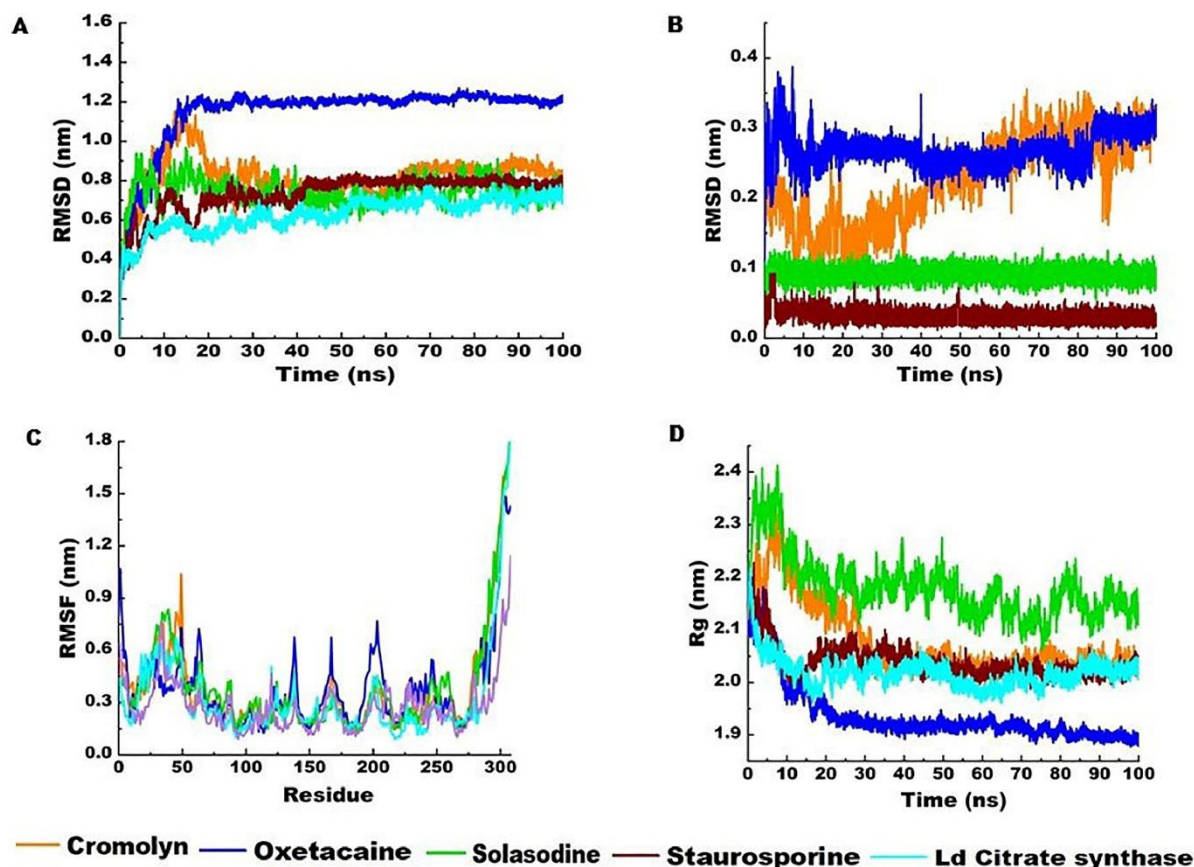 A
RMSD (nm)
1.6
1.4
1.2
1.0
0.8
0.6
0.4
0.2
0.0
0 10 20 30 40 50 60 70 80 90 100
Time (ns)
B
RMSD (nm)
0.4
0.3
0.2
0.1
0.0
0 10 20 30 40 50 60 70 80 90 100
Time (ns)
C
RMSF (nm)
1.8
1.5
1.2
0.9
0.6
0.3
0.0
0 50 100 150 200 250 300
Residue
D
Rg (nm)
2.4
2.3
2.2
2.1
2.0
1.9
0 10 20 30 40 50 60 70 80 90 100
Time (ns)
Cromolyn Oxetacaine Solasodine Staurosporine Ld Citrate synthase